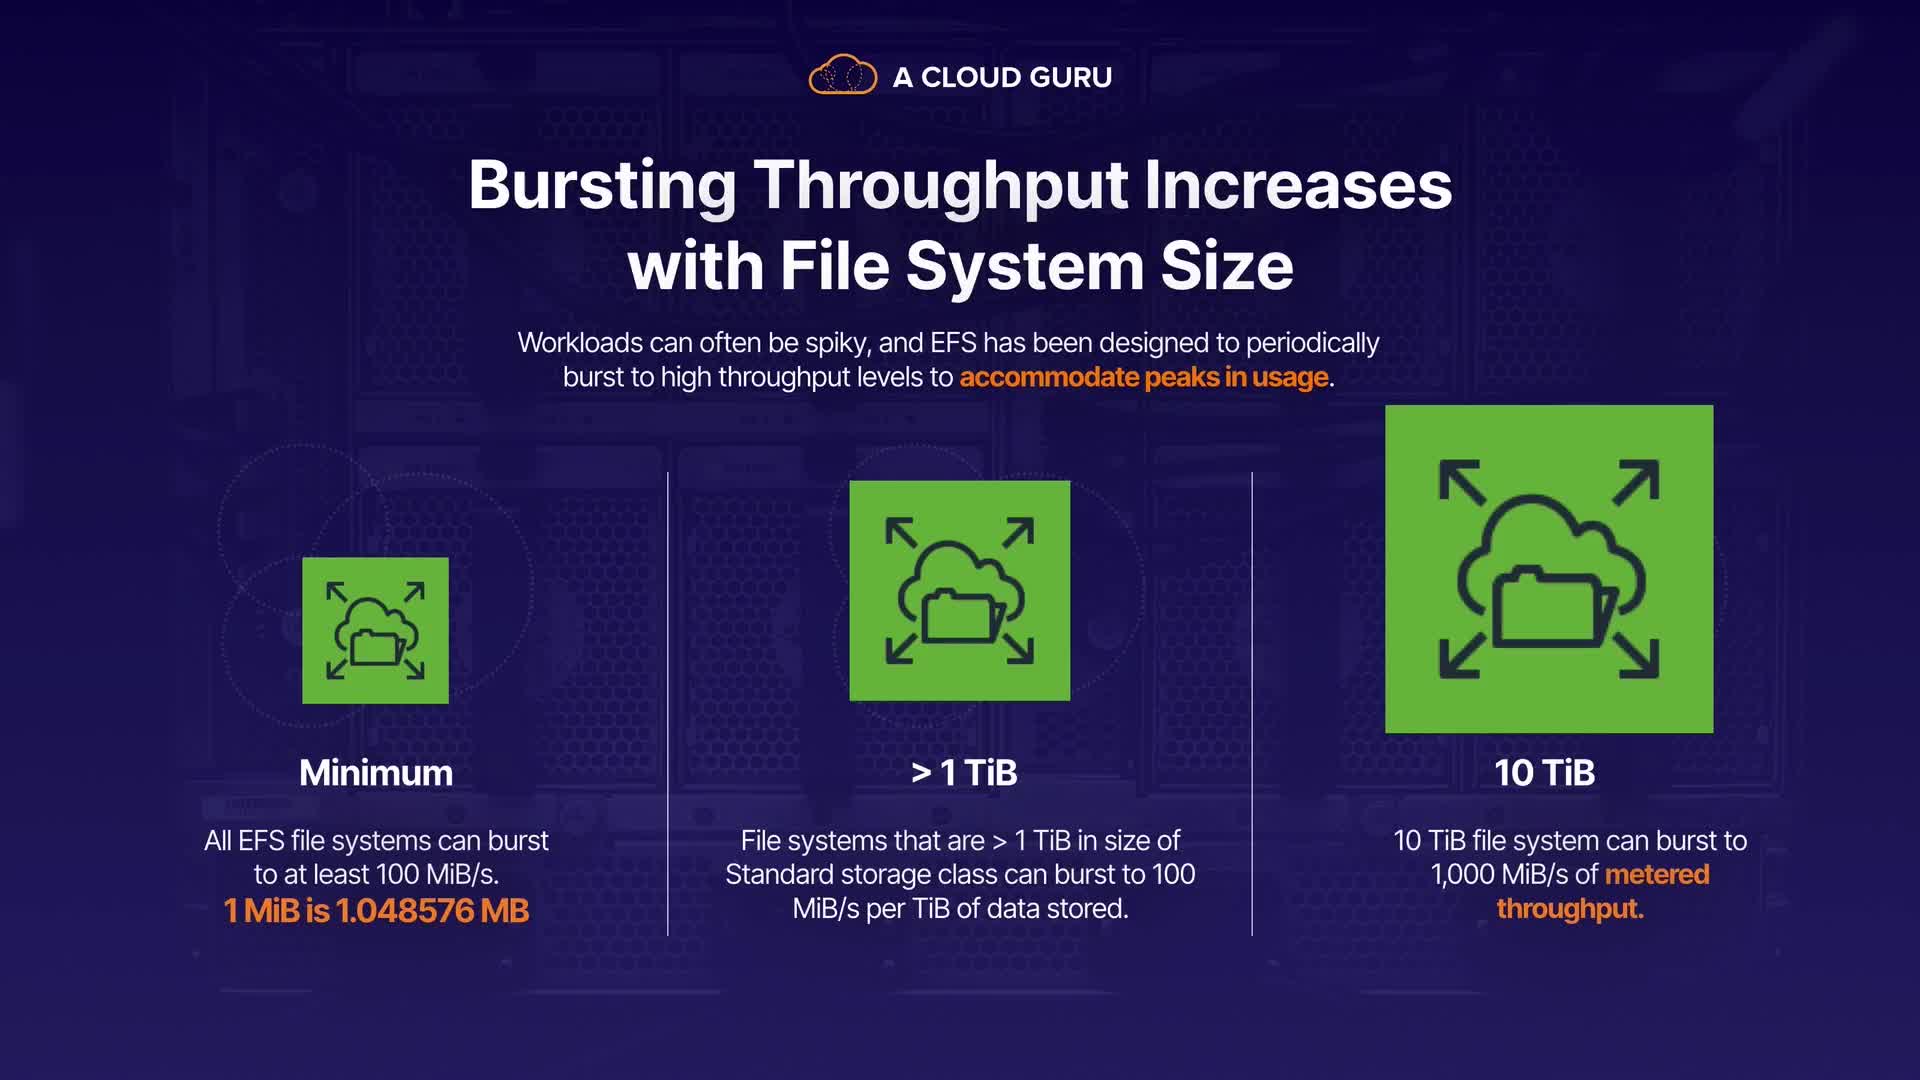 A CLOUD GURU
Bursting Throughput Increases
with File System Size
Workloads can often be spiky, and EFS has been designed to periodically
burst to high throughput levels to accommodate peaks in usage.
Minimum
All EFS file systems can burst
to at least 100 MiB/s.
1 MiB is 1.048576 MB
> 1 TiB
File systems that are > 1 TiB in size of
Standard storage class can burst to 100
MiB/s per TiB of data stored.
10 TiB
10 TiB file system can burst to
1,000 MiB/s of metered
throughput.